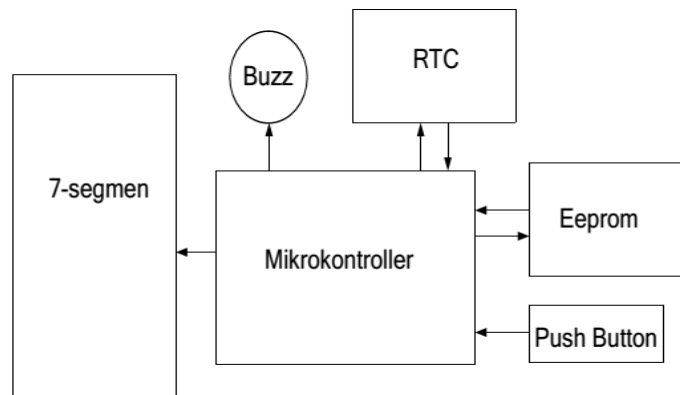 Buzz
RTC
7-segmen
Mikrokontroller
Eeprom
Push Button